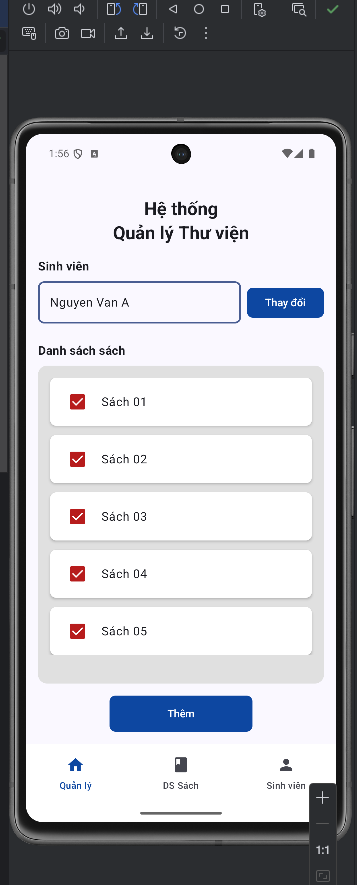 1:56
Hệ thống
Quản lý Thư viện
Sinh viên
Nguyen Van A
Thay đổi
Danh sách sách
Sách 01
Sách 02
Sách 03
Sách 04
Sách 05
Thêm
Quản lý
DS Sách
Sinh viên
1:1